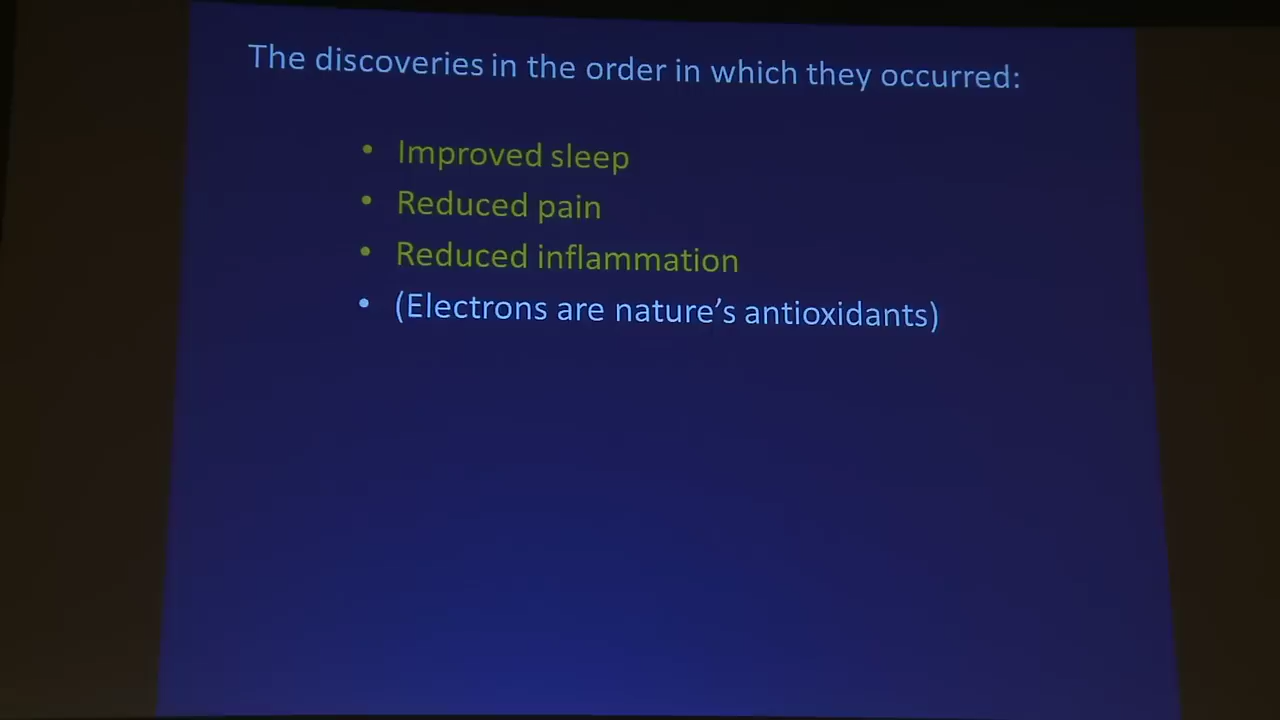 The discoveries in the order in which they occurred:
• Improved sleep
• Reduced pain
• Reduced inflammation
• (Electrons are nature’s antioxidants)